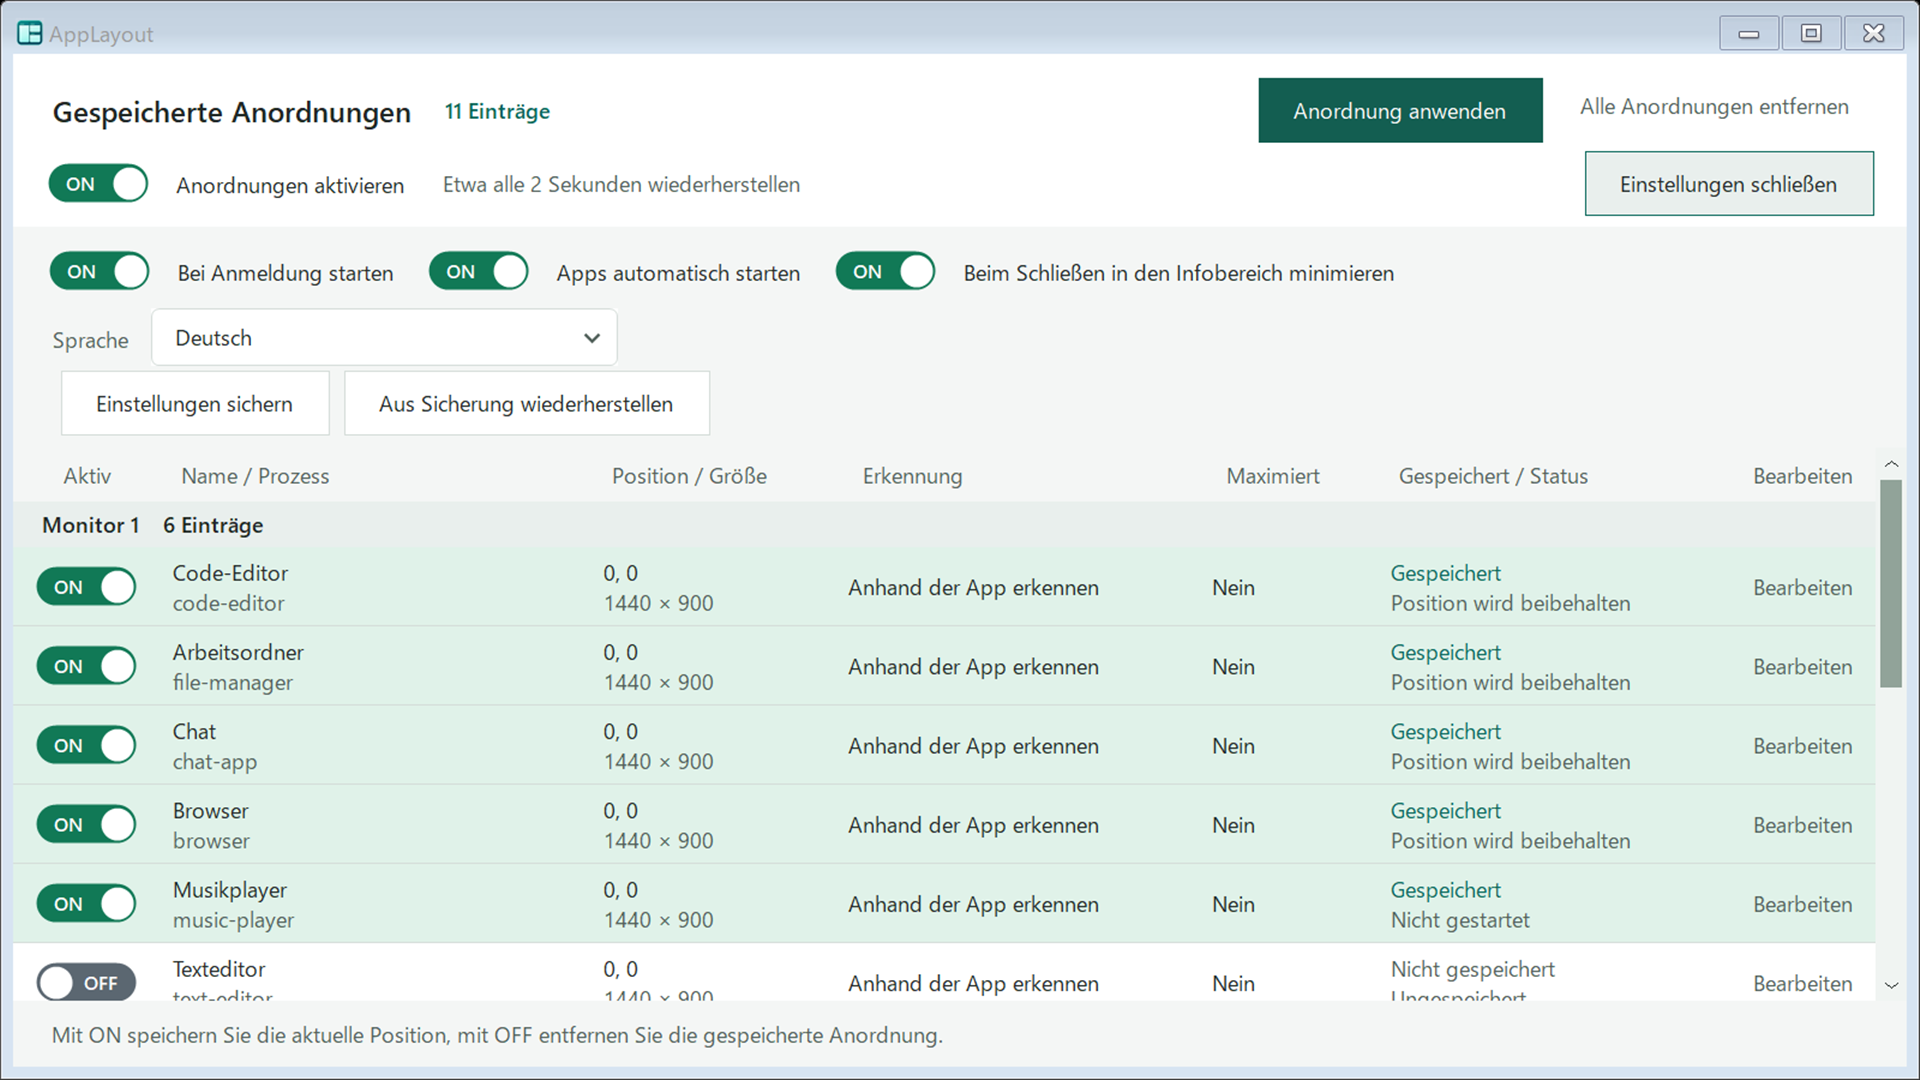 AppLayout
Gespeicherte Anordnungen 11 Einträge Anordnung anwenden Alle Anordnungen entfernen
ON Anordnungen aktivieren Etwa alle 2 Sekunden wiederherstellen Einstellungen schließen
ON Bei Anmeldung starten ON Apps automatisch starten ON Beim Schließen in den Infobereich minimieren
Sprache Deutsch
Einstellungen sichern Aus Sicherung wiederherstellen
Aktiv Name / Prozess Position / Größe Erkennung Maximiert Gespeichert / Status Bearbeiten
Monitor 1 6 Einträge
ON Code-Editor 0, 0 Anhand der App erkennen Nein Gespeichert Bearbeiten
code-editor 1440 × 900 Position wird beibehalten
ON Arbeitsordner 0, 0 Anhand der App erkennen Nein Gespeichert Bearbeiten
file-manager 1440 × 900 Position wird beibehalten
ON Chat 0, 0 Anhand der App erkennen Nein Gespeichert Bearbeiten
chat-app 1440 × 900 Position wird beibehalten
ON Browser 0, 0 Anhand der App erkennen Nein Gespeichert Bearbeiten
browser 1440 × 900 Position wird beibehalten
ON Musikplayer 0, 0 Anhand der App erkennen Nein Gespeichert Bearbeiten
music-player 1440 × 900 Nicht gestartet
OFF Texteditor 0, 0 Anhand der App erkennen Nein Nicht gespeichert Bearbeiten
text-editor 1440 × 900 Ungespeichert
Mit ON speichern Sie die aktuelle Position, mit OFF entfernen Sie die gespeicherte Anordnung.